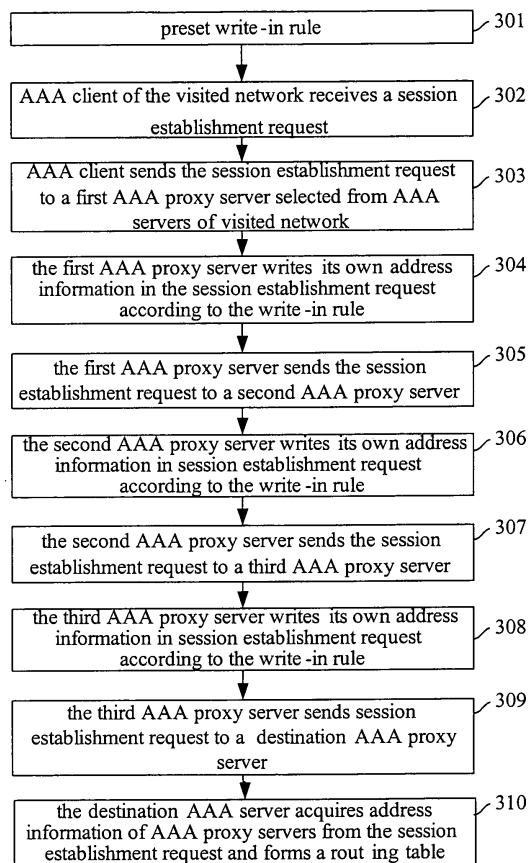 preset write-in rule
301
AAA client of the visited network receives a session
establishment request
302
AAA client sends the session establishment request
to a first AAA proxy server selected from AAA
servers of visited network
303
the first AAA proxy server writes its own address
information in the session establishment request
according to the write-in rule
304
the first AAA proxy server sends the session
establishment request to a second AAA proxy server
305
the second AAA proxy server writes its own address
information in session establishment request
according to the write-in rule
306
the second AAA proxy server sends the session
establishment request to a third AAA proxy server
307
the third AAA proxy server writes its own address
information in session establishment request
according to the write-in rule
308
the third AAA proxy server sends session
establishment request to a destination AAA proxy
server
309
the destination AAA server acquires address
information of AAA proxy servers from the session
establishment request and forms a rout ing table
310